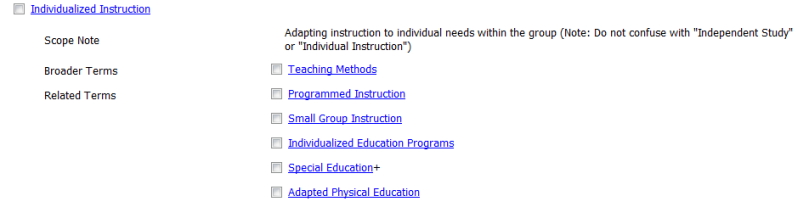 Individualized Instruction
Scope Note
Adapting instruction to individual needs within the group (Note: Do not confuse with "Independent Study"
or "Individual Instruction")
Broader Terms
Teaching Methods
Related Terms
Programmed Instruction
Small Group Instruction
Individualized Education Programs
Special Education+
Adapted Physical Education